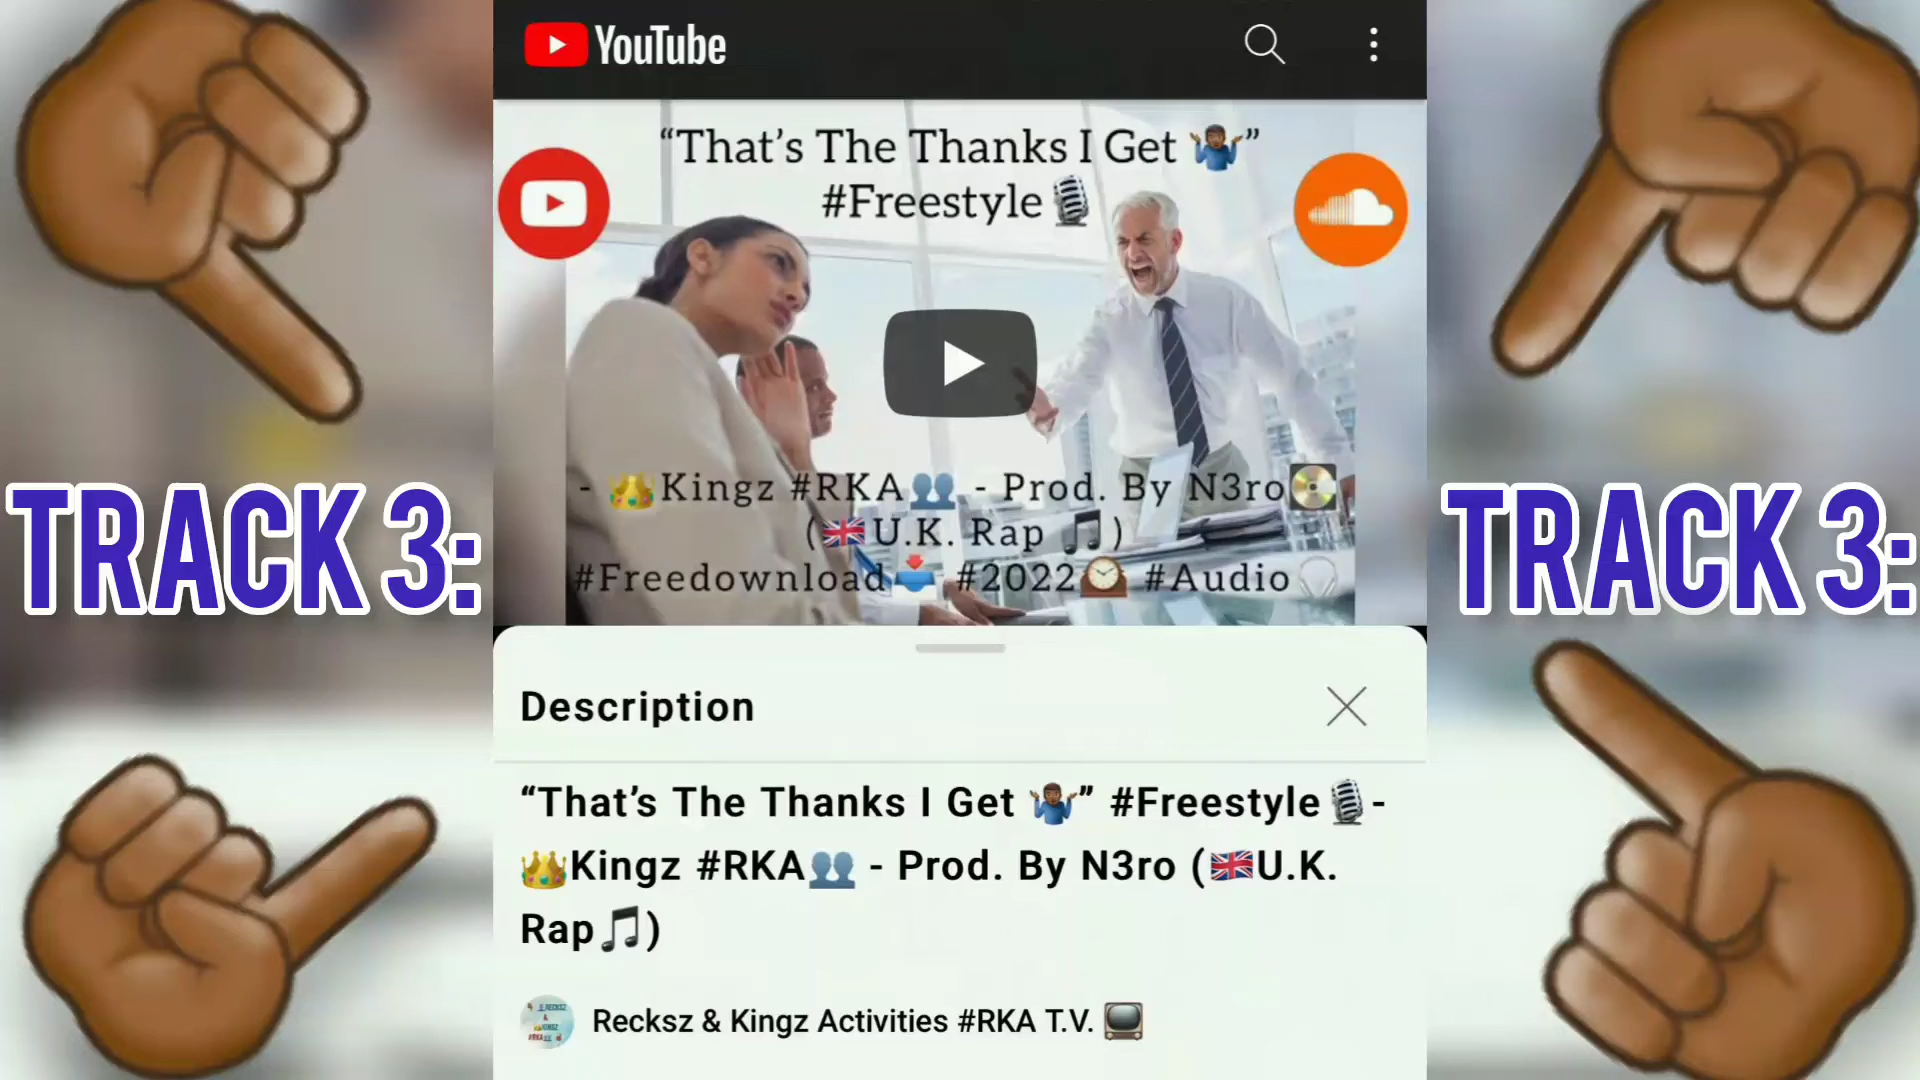 YouTube
“That’s The Thanks I Get 🤷🏾‍♂️”
#Freestyle🎙️
- 👑Kingz #RKA👥 - Prod. By N3ro💽
(🇬🇧U.K. Rap 🎵)
#Freedownload📥 #2022🕰️ #Audio🎧
TRACK 3:
TRACK 3:
Description
“That’s The Thanks I Get 🤷🏾‍♂️” #Freestyle🎙️-
👑Kingz #RKA👥 - Prod. By N3ro (🇬🇧U.K.
Rap🎵)
Recksz & Kingz Activities #RKA T.V. 📺